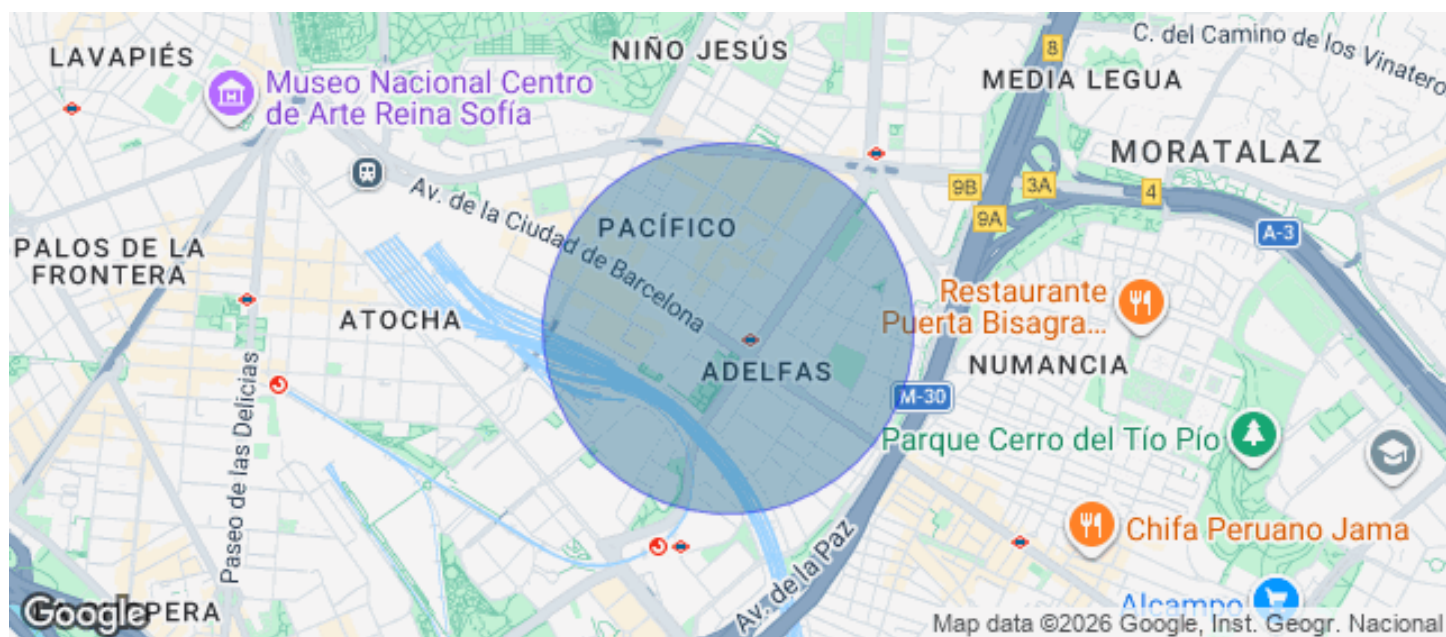 LAVAPIÉS
Museo Nacional Centro
de Arte Reina Sofía
NIÑO JESÚS
8
C. del Camino de los Vinatero
MEDIA LEGUA
MORATALAZ
9B
3A
4
9A
A-3
Av. de la Ciudad de Barcelona
PACÍFICO
PALOS DE LA
FRONTERA
ATOCHA
Restaurante
Puerta Bisagra...
NUMANCIA
ADELFAS
M-30
Paseo de las Delicias
Parque Cerro del Tío Pío
Chifa Peruano Jama
Av. de la Paz
Alcampo
Google
PERA
Map data ©2026 Google, Inst. Geogr. Nacional